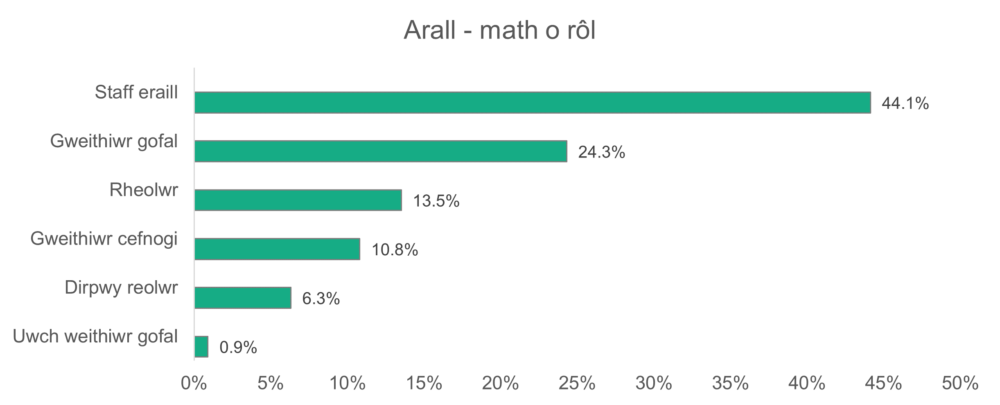 Arall - math o rôl
Staff eraill
44.1%
Gweithiwr gofal
24.3%
Rheolwr
13.5%
Gweithiwr cefnogi
10.8%
Dirpwy reolwr
6.3%
Uwch weithiwr gofal
0.9%
0% 5% 10% 15% 20% 25% 30% 35% 40% 45% 50%